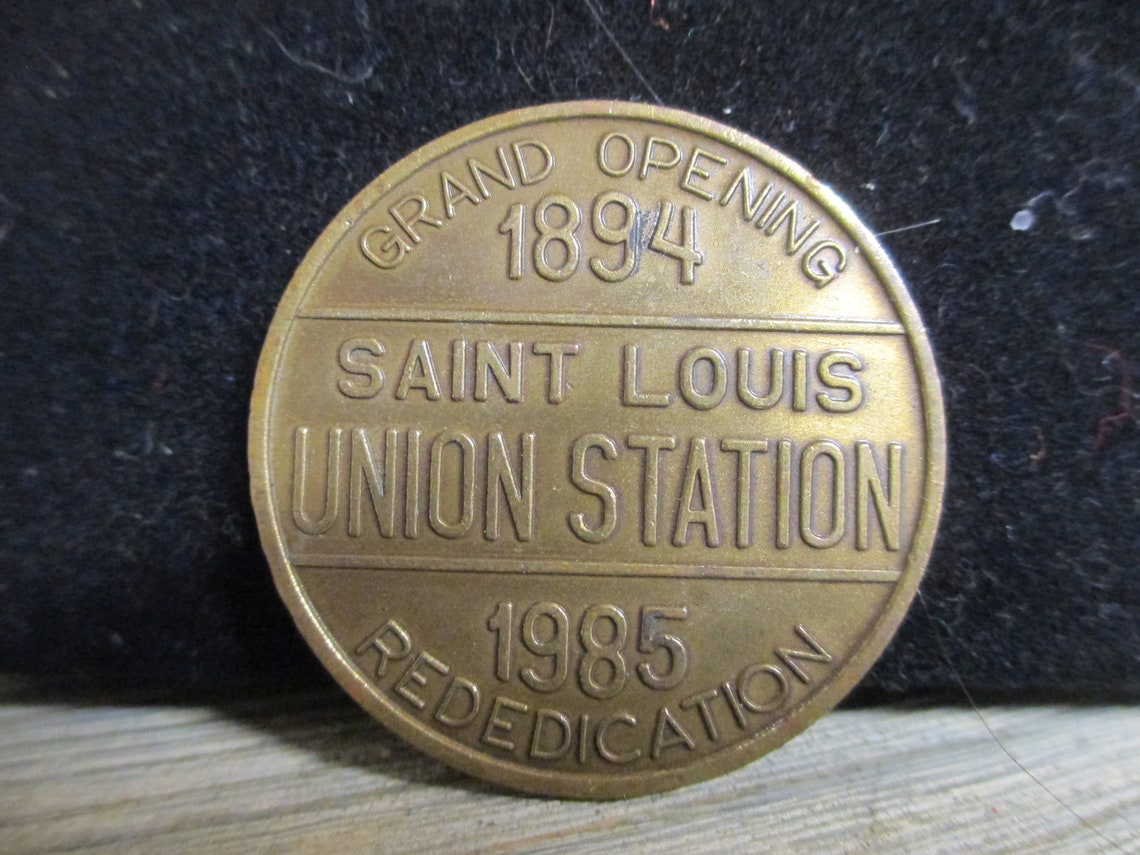 GRAND OPENING
1894
SAINT LOUIS
UNION STATION
1985
REDEDICATION